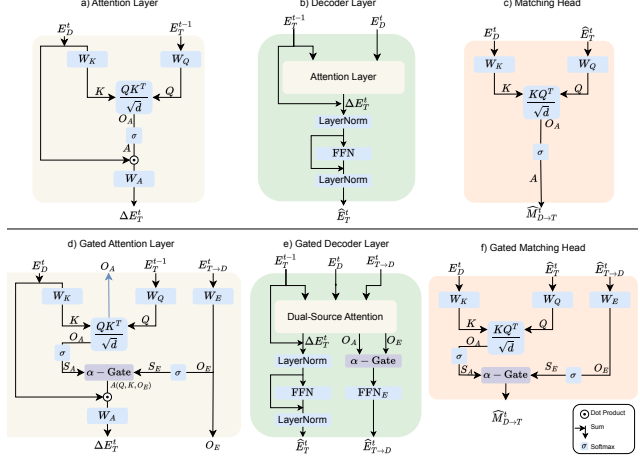 a) Attention Layer
E_D^t
E_T^{t-1}
W_K
W_Q
K
QK^T
√d
Q
O_A
σ
A
W_A
ΔE_T^t
b) Decoder Layer
E_T^{t-1}
E_D^t
Attention Layer
ΔE_T^t
LayerNorm
FFN
LayerNorm
Ê_T^t
c) Matching Head
E_D^t
Ê_T^t
W_K
W_Q
K
KQ^T
√d
Q
O_A
σ
A
M̂_{D→T}^t
d) Gated Attention Layer
E_D^t
O_A
E_T^{t-1}
E_{T→D}^t
W_K
W_Q
W_E
K
QK^T
√d
Q
O_A
σ
S_A
α − Gate
S_E
σ
O_E
A(Q, K, O_E)
W_A
ΔE_T^t
O_E
e) Gated Decoder Layer
E_T^{t-1}
E_D^t
E_{T→D}^t
Dual-Source Attention
ΔE_T^t
O_A
O_E
LayerNorm
α − Gate
FFN
FFN_E
LayerNorm
Ê_T^t
Ê_{T→D}^t
f) Gated Matching Head
E_D^t
Ê_T^t
Ê_{T→D}^t
W_K
W_Q
W_E
K
KQ^T
√d
Q
O_A
σ
S_A
α − Gate
S_E
σ
O_E
M̂_{D→T}^t
Dot Product
Sum
σ Softmax